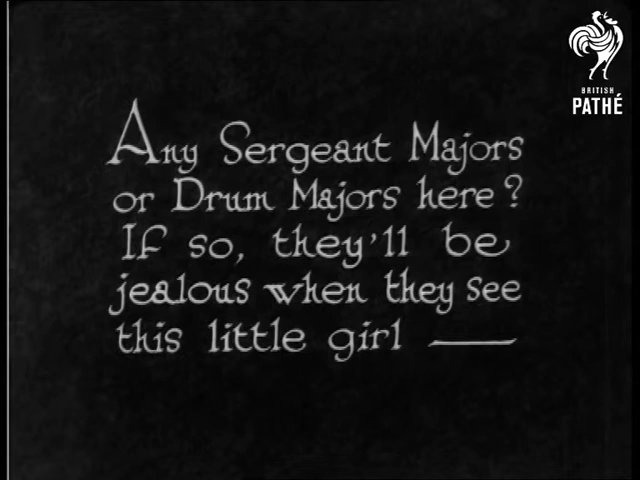 BRITISH
PATHÉ
Any Sergeant Majors
or Drum Majors here?
If so, they'll be
jealous when they see
this little girl —